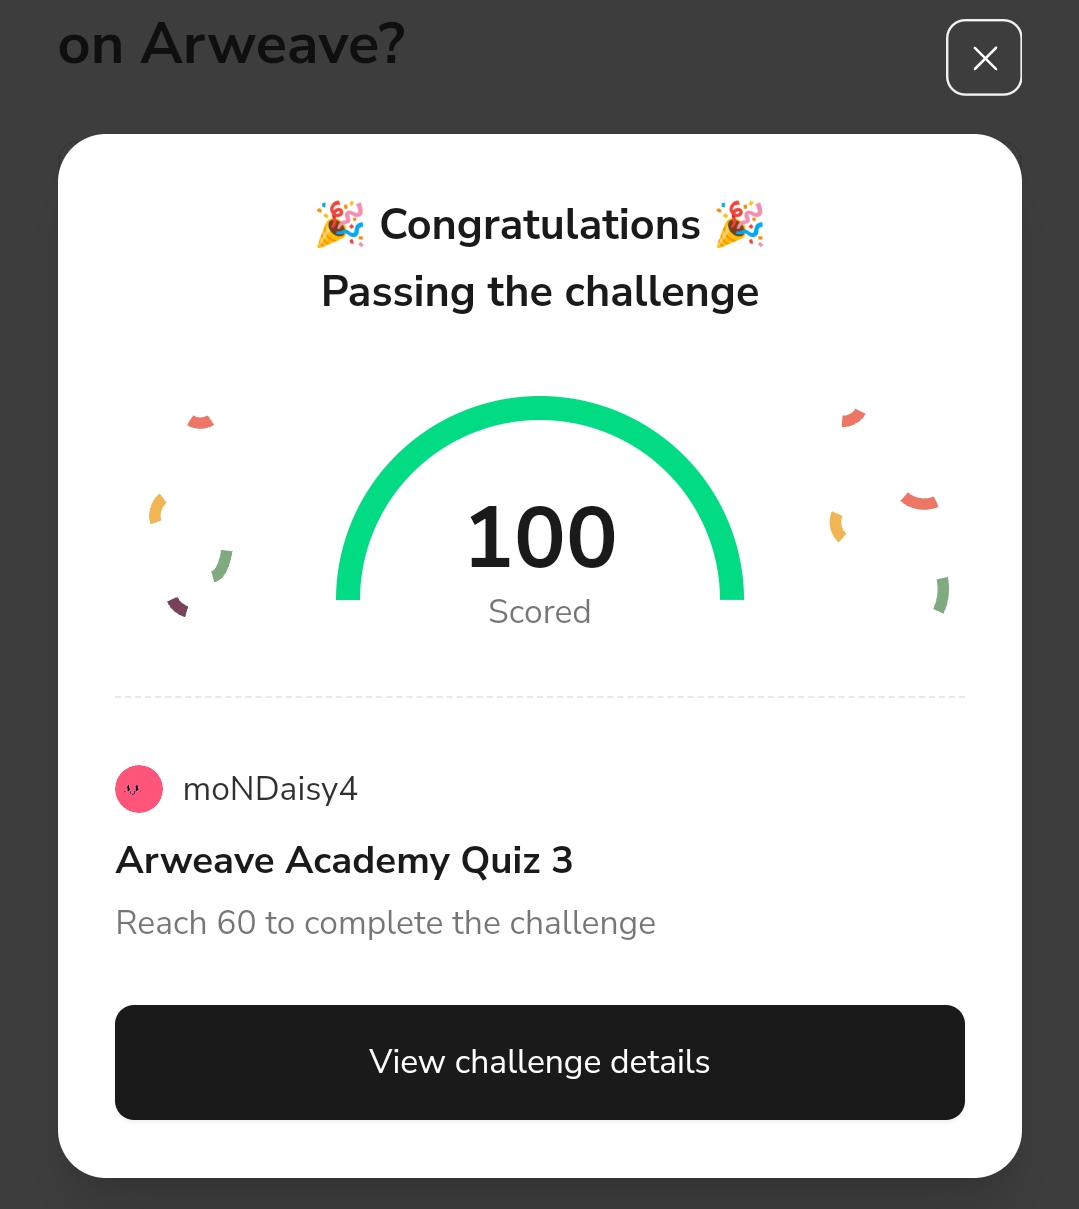 on Arweave?
🎉 Congratulations 🎉
Passing the challenge
100
Scored
moNDaisy4
Arweave Academy Quiz 3
Reach 60 to complete the challenge
View challenge details